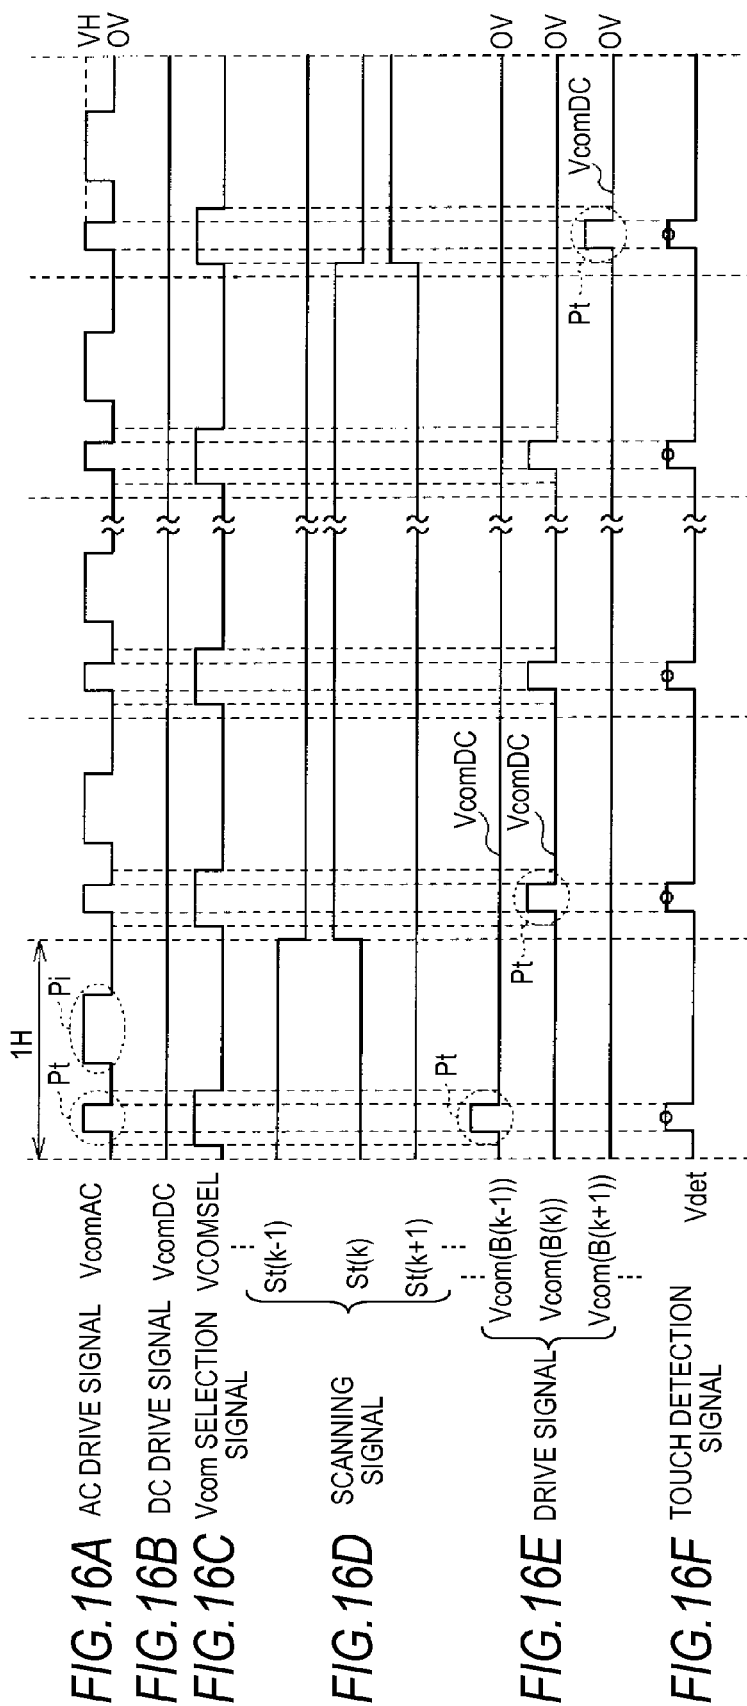 1H
Pt
Pi
VH
0V
FIG.16A AC DRIVE SIGNAL VcomAC
FIG.16B DC DRIVE SIGNAL VcomDC
FIG.16C Vcom SELECTION SIGNAL VCOMSEL
FIG.16D SCANNING SIGNAL
St(k-1)
St(k)
St(k+1)
FIG.16E DRIVE SIGNAL
Vcom(B(k-1))
Vcom(B(k))
Vcom(B(k+1))
Pt
VcomDC
0V
Pt
VcomDC
0V
Pt
VcomDC
0V
FIG.16F TOUCH DETECTION SIGNAL Vdet